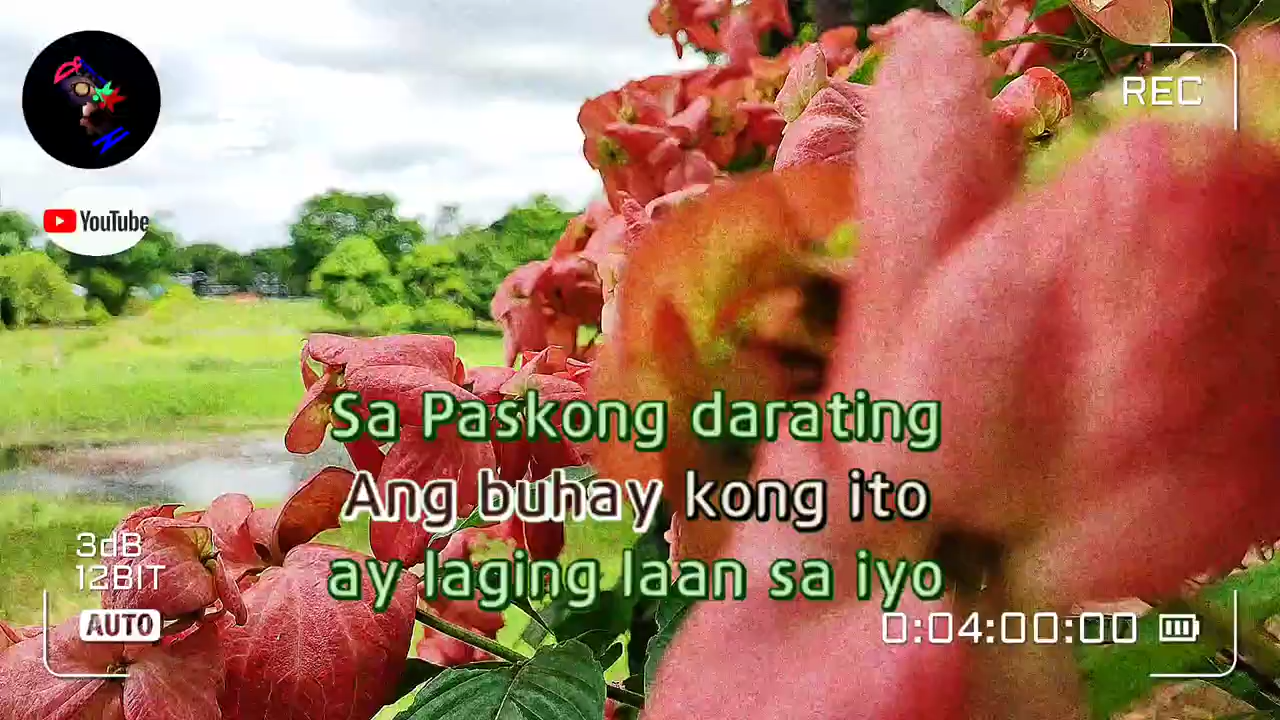 REC
YouTube
Sa Paskong darating
Ang buhay kong ito
ay laging laan sa iyo
3dB
12BIT
AUTO
0:04:00:00